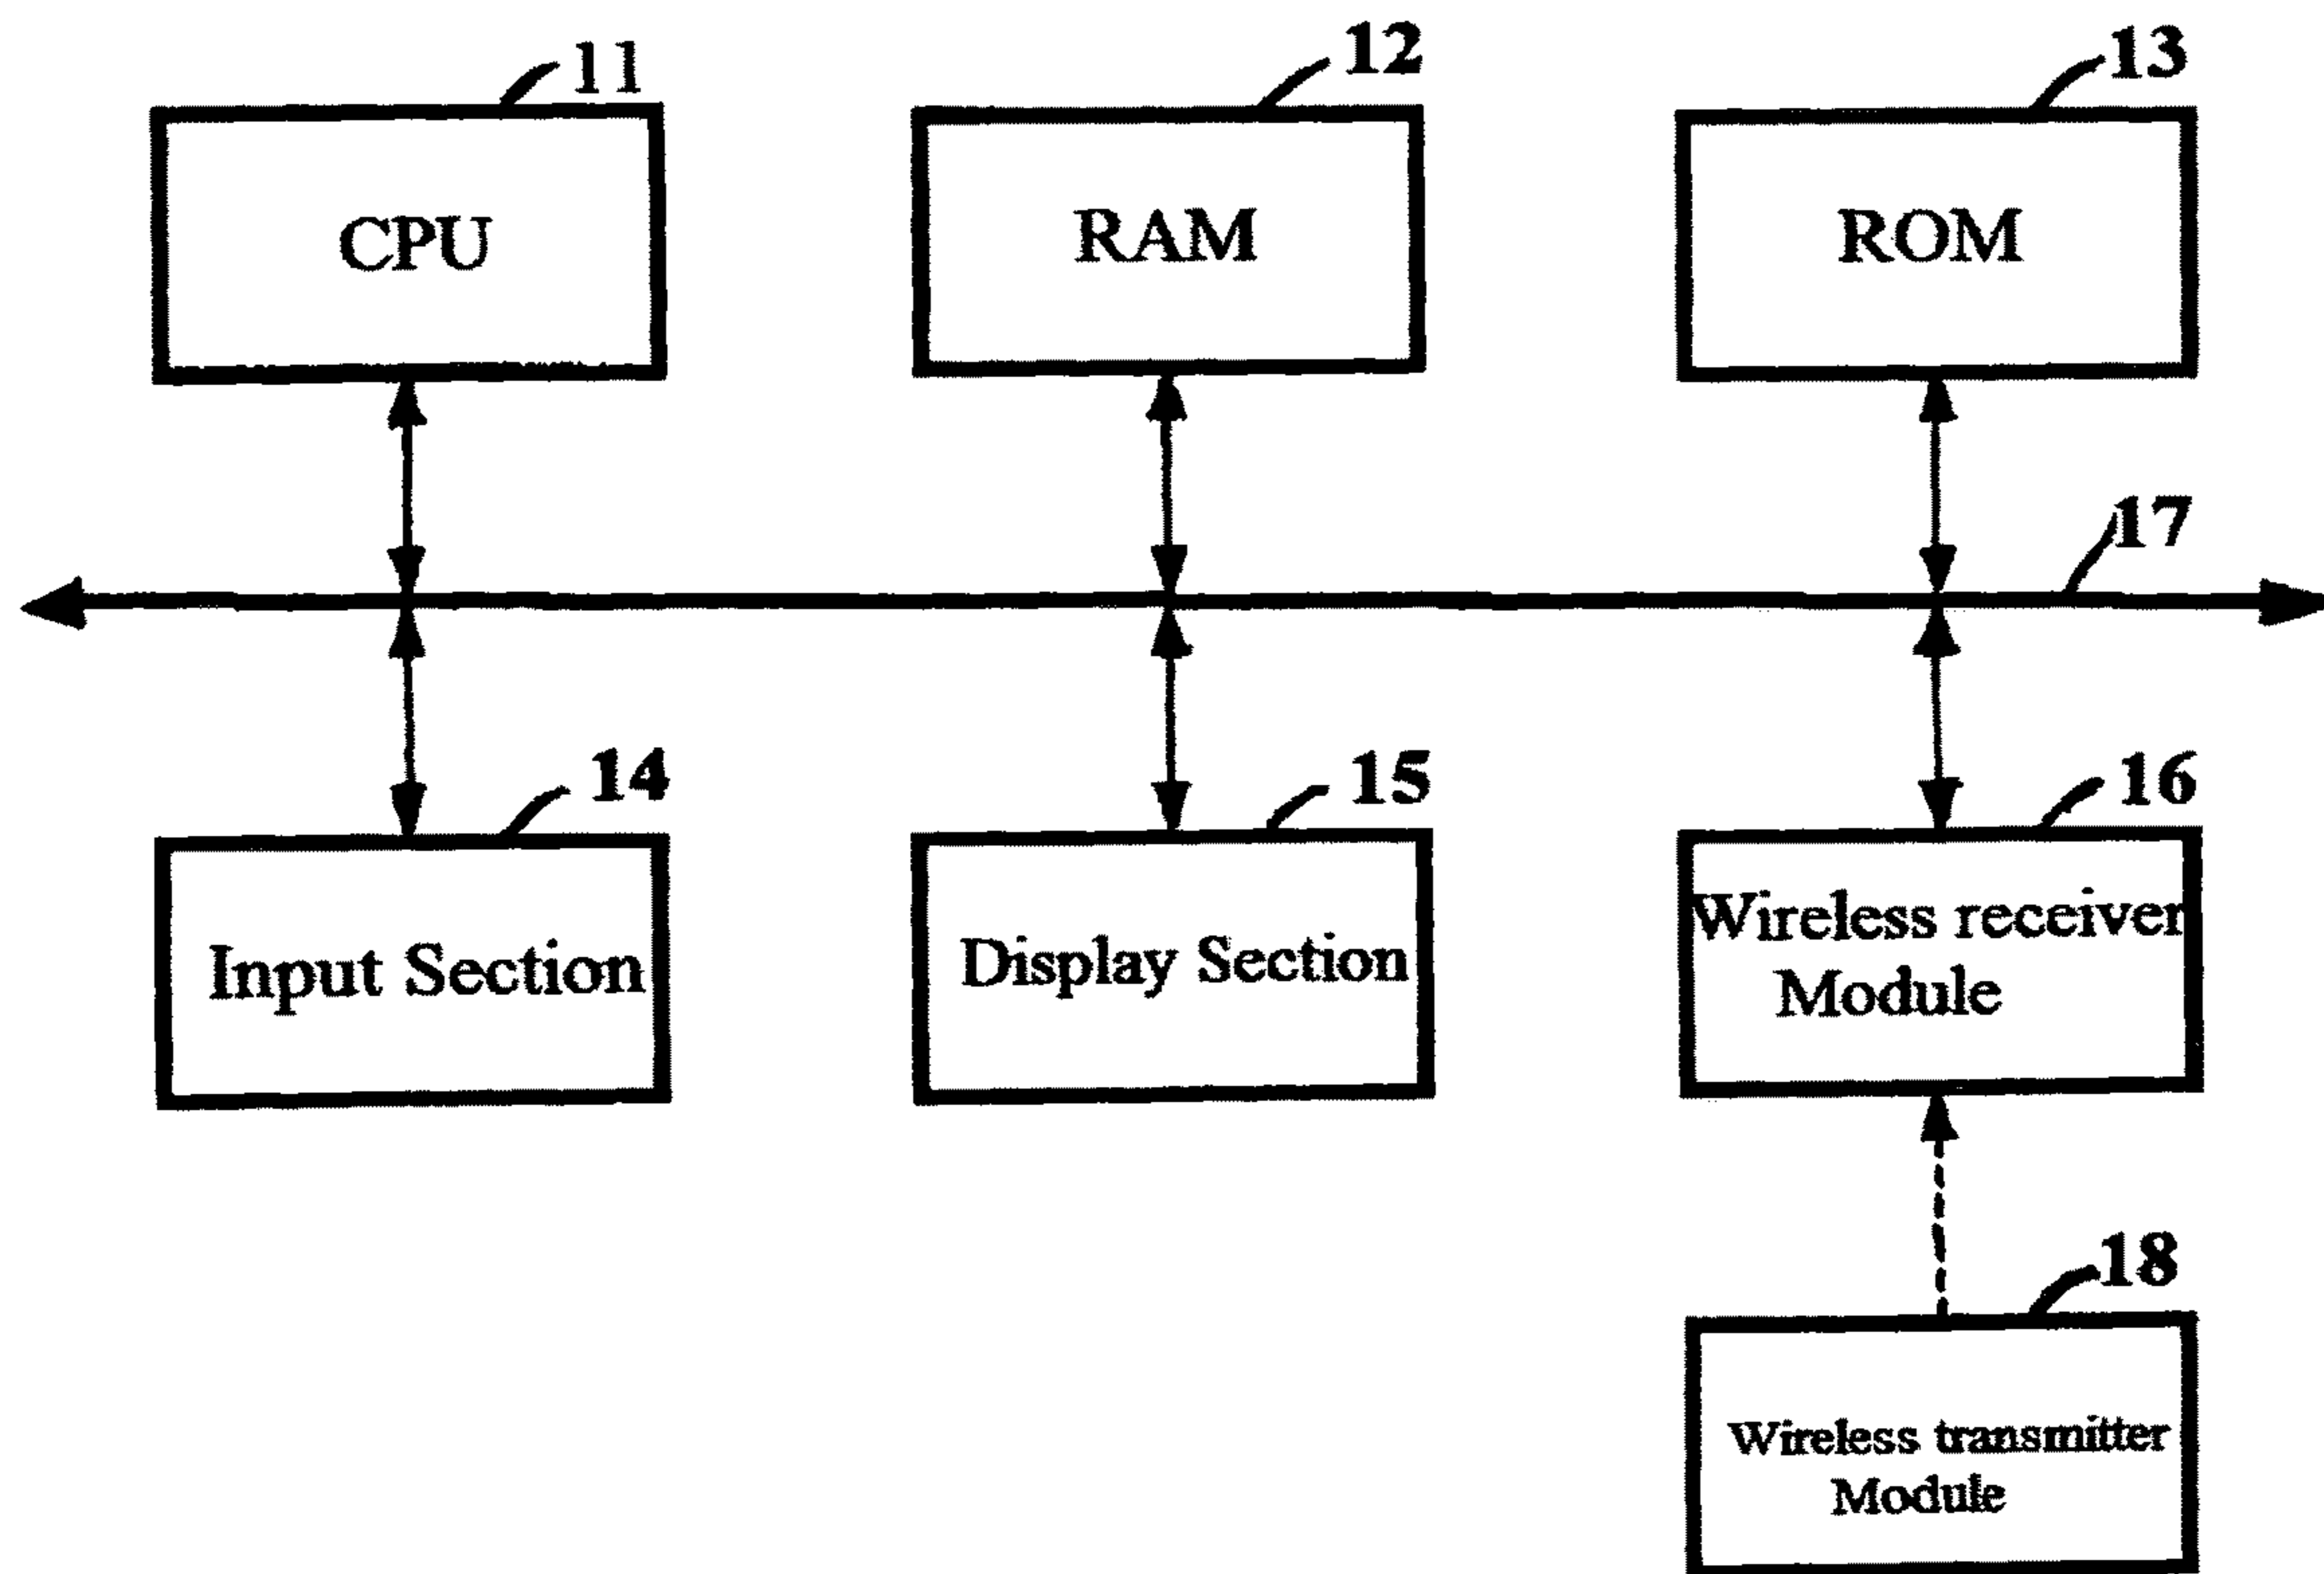 11
12
13
CPU
RAM
ROM
17
14
15
16
Input Section
Display Section
Wireless receiver
Module
18
Wireless transmitter
Module